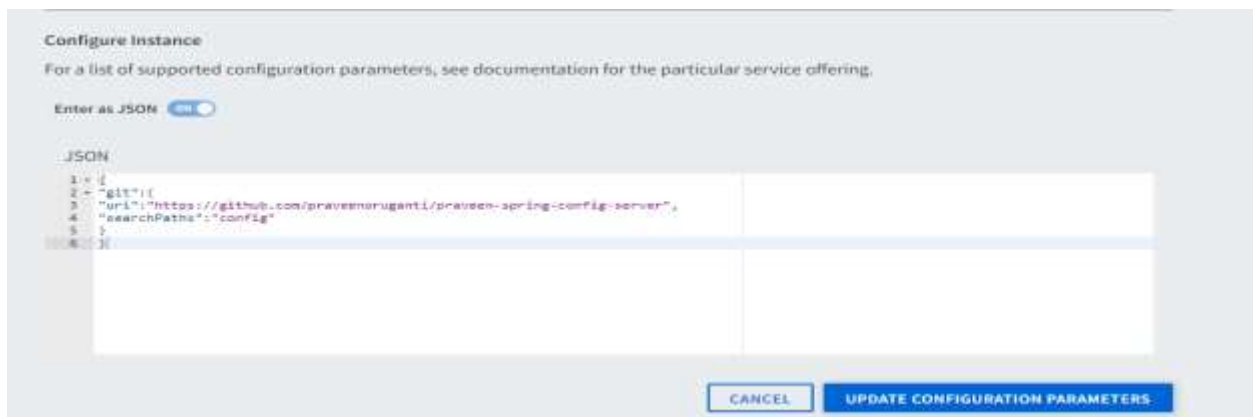 Configure Instance
For a list of supported configuration parameters, see documentation for the particular service offering.
Enter as JSON ON
JSON
1 {
2 "git":{
3 "uri":"https://github.com/praveenoruganti/praveen-spring-config-server",
4 "searchPaths":"config"
5 }
6 }
CANCEL UPDATE CONFIGURATION PARAMETERS